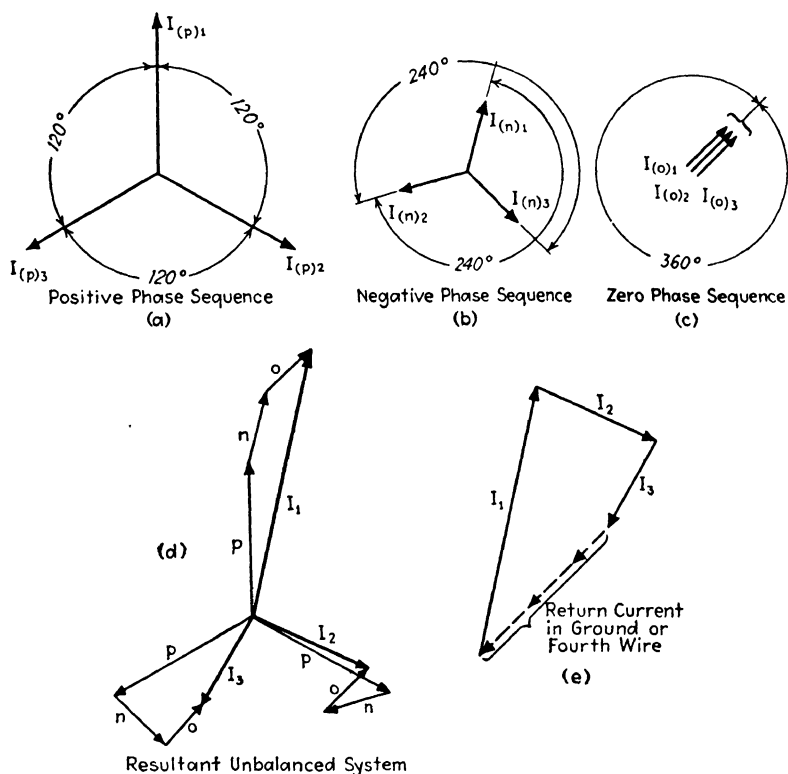 I(p)1
120°
120°
120°
I(p)3
I(p)2
Positive Phase Sequence
(a)
240°
I(n)1
I(n)2
I(n)3
240°
Negative Phase Sequence
(b)
I(o)1
I(o)2
I(o)3
360°
Zero Phase Sequence
(c)
o
n
I1
p
(d)
p
I3
n
o
I2
p
o
n
Resultant Unbalanced System
I2
I1
I3
Return Current
in Ground or
Fourth Wire
(e)